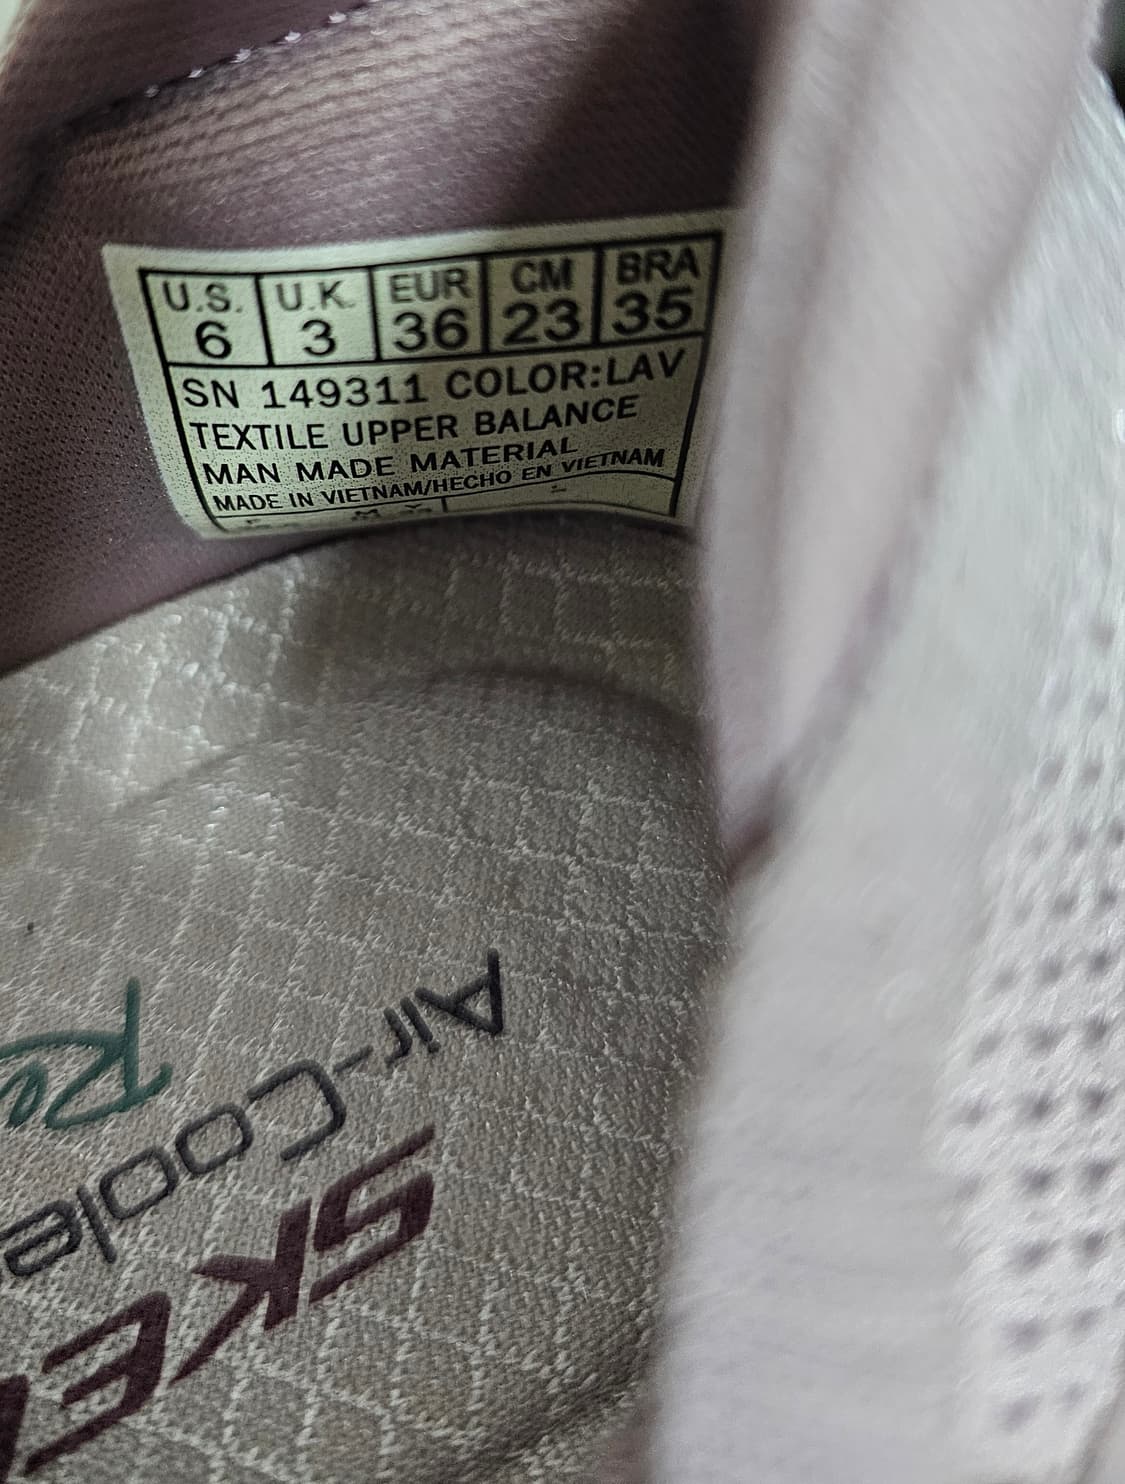 U.S. U.K. EUR CM BRA
6 3 36 23 35
SN 149311 COLOR:LAV
TEXTILE UPPER BALANCE
MAN MADE MATERIAL
MADE IN VIETNAM/HECHO EN VIETNAM
Air-Coole
SKE